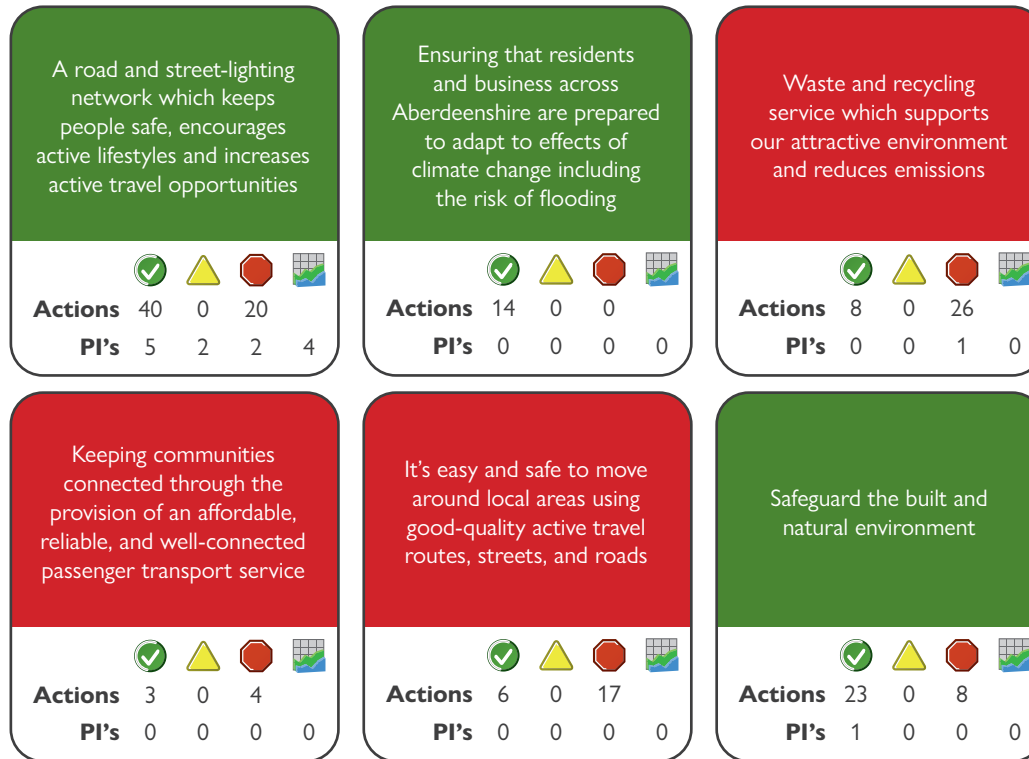 A road and street-lighting
network which keeps
people safe, encourages
active lifestyles and increases
active travel opportunities
Actions 40 0 20
PI's 5 2 2 4
Ensuring that residents
and business across
Aberdeenshire are prepared
to adapt to effects of
climate change including
the risk of flooding
Actions 14 0 0
PI's 0 0 0 0
Waste and recycling
service which supports
our attractive environment
and reduces emissions
Actions 8 0 26
PI's 0 0 1 0
Keeping communities
connected through the
provision of an affordable,
reliable, and well-connected
passenger transport service
Actions 3 0 4
PI's 0 0 0 0
It's easy and safe to move
around local areas using
good-quality active travel
routes, streets, and roads
Actions 6 0 17
PI's 0 0 0 0
Safeguard the built and
natural environment
Actions 23 0 8
PI's 1 0 0 0